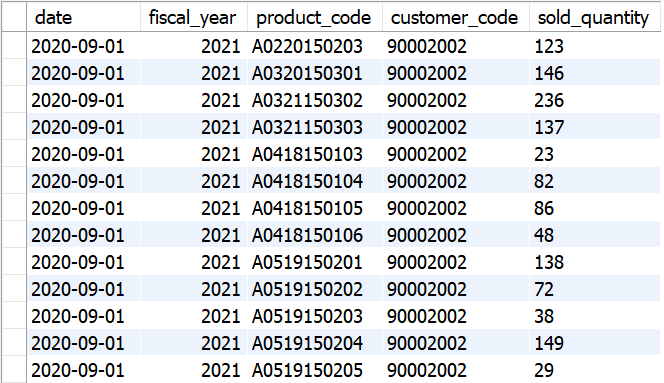 date fiscal_year product_code customer_code sold_quantity
2020-09-01 2021 A0220150203 90002002 123
2020-09-01 2021 A0320150301 90002002 146
2020-09-01 2021 A0321150302 90002002 236
2020-09-01 2021 A0321150303 90002002 137
2020-09-01 2021 A0418150103 90002002 23
2020-09-01 2021 A0418150104 90002002 82
2020-09-01 2021 A0418150105 90002002 86
2020-09-01 2021 A0418150106 90002002 48
2020-09-01 2021 A0519150201 90002002 138
2020-09-01 2021 A0519150202 90002002 72
2020-09-01 2021 A0519150203 90002002 38
2020-09-01 2021 A0519150204 90002002 149
2020-09-01 2021 A0519150205 90002002 29